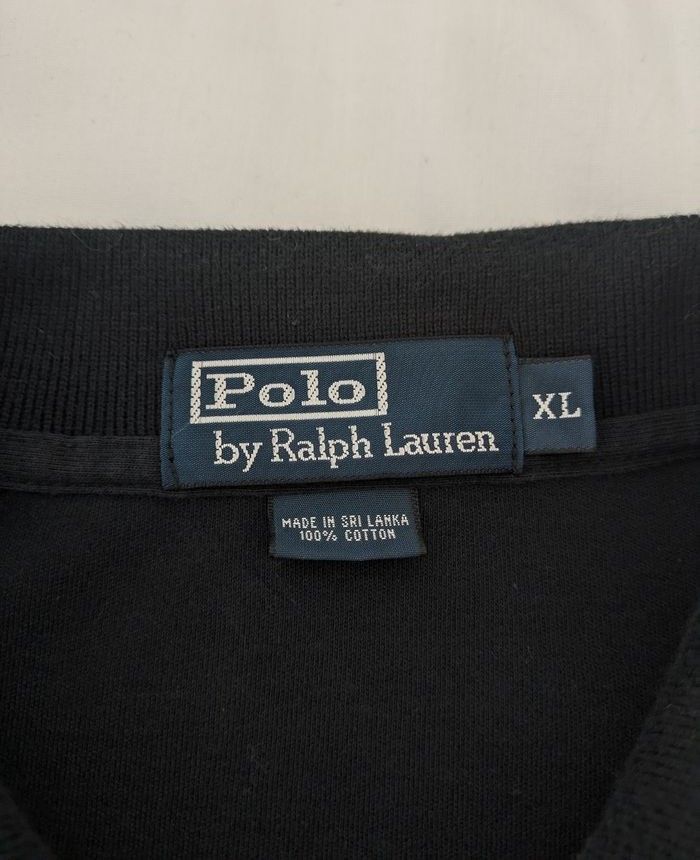 Polo
by Ralph Lauren
XL
MADE IN SRI LANKA
100% COTTON